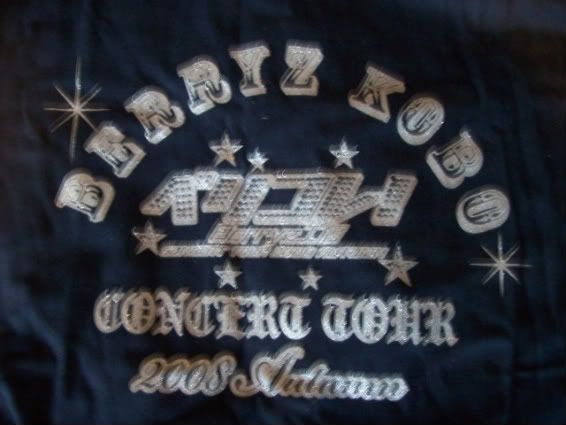 BERRYZ KOBO
ベリコレ!
CONCERT TOUR
2008 Autumn